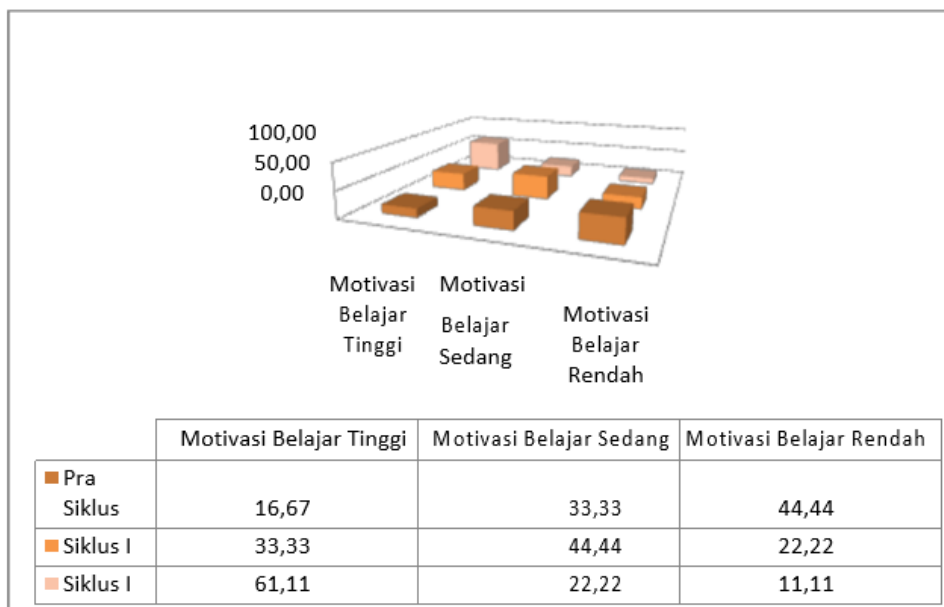 100,00
50,00
0,00
Motivasi
Belajar
Tinggi
Motivasi
Belajar
Sedang
Motivasi
Belajar
Rendah
Motivasi Belajar Tinggi Motivasi Belajar Sedang Motivasi Belajar Rendah
Pra
Siklus 16,67 33,33 44,44
Siklus I 33,33 44,44 22,22
Siklus I 61,11 22,22 11,11